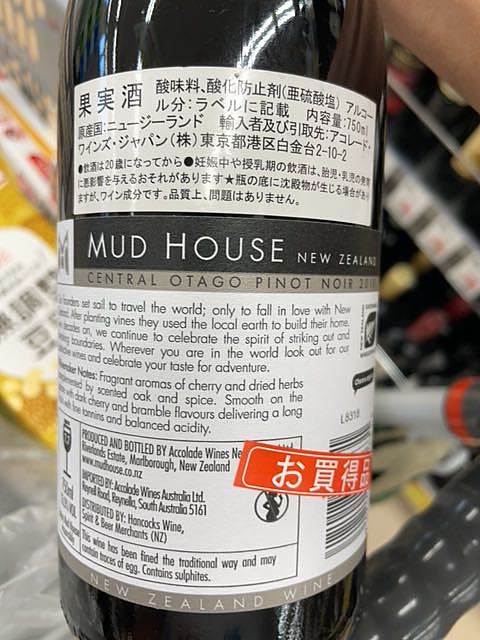 果実酒
酸味料、酸化防止剤(亜硫酸塩) アルコー
ル分:ラベルに記載 内容量:750ml
原産国:ニュージーランド 輸入者及び引取先:アコレード・
ワインズ・ジャパン(株)東京都港区白金台2-10-2
●飲酒は20歳になってから●妊娠中や授乳期の飲酒は、胎児・乳児の発育
に悪影響を与えるおそれがあります★瓶の底に沈殿物が生じる場合があり
ますが、ワイン成分です。品質上、問題はありません。
MUD HOUSE NEW ZEALAND
CENTRAL OTAGO PINOT NOIR
founders set sail to travel the world; only to fall in love with New
After planting vines they used the local earth to build their home.
decades on, we continue to celebrate the spirit of striking out and
boundaries. Wherever you are in the world look out for our
wines and celebrate your taste for adventure.
Notes: Fragrant aromas of cherry and dried herbs
by scented oak and spice. Smooth on the
with dark cherry and bramble flavours delivering a long
fine tannins and balanced acidity.
L8318
PRODUCED AND BOTTLED BY Accolade Wines
Estate, Marlborough, New Zealand
www.mudhouse.co.nz
お買得品
IMPORTED BY: Accolade Wines Australia Ltd.
Reynell Road, Reynella, South Australia 5161
DISTRIBUTED BY: Hancocks Wine,
Spirit & Beer Merchants (NZ)
This wine has been fined the traditional way and may
contain traces of egg. Contains sulphites.
NEW ZEALAND WINE